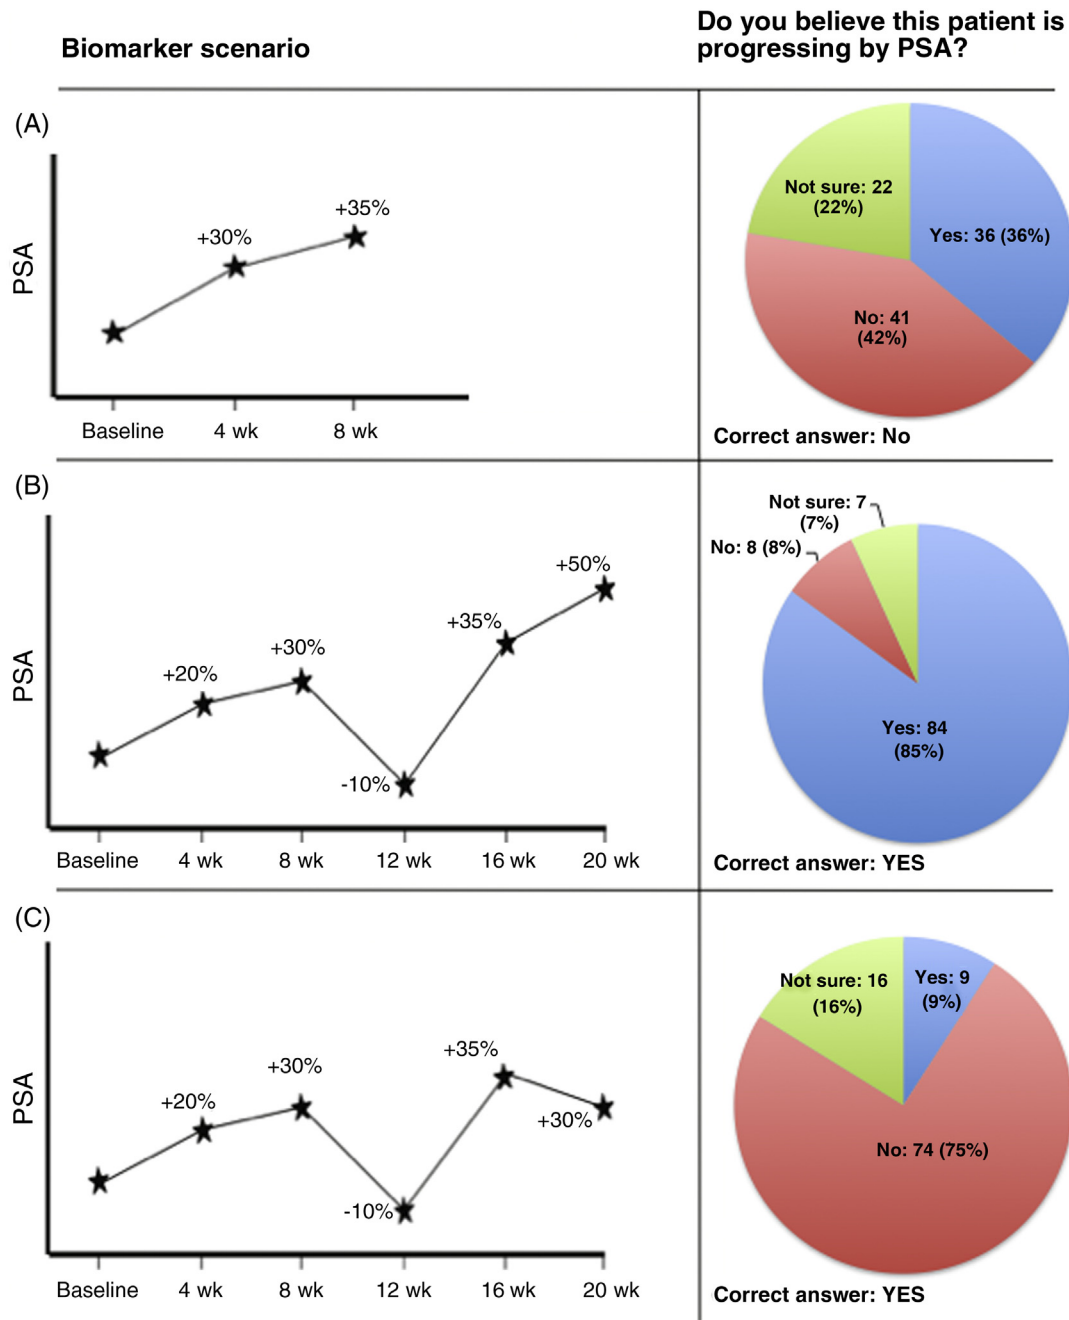 Biomarker scenario
Do you believe this patient is
progressing by PSA?
(A)
PSA
+30%
+35%
Baseline
4 wk
8 wk
Not sure: 22
(22%)
Yes: 36 (36%)
No: 41
(42%)
Correct answer: No
(B)
PSA
+20%
+30%
-10%
+35%
+50%
Baseline
4 wk
8 wk
12 wk
16 wk
20 wk
Not sure: 7
(7%)
No: 8 (8%)
Yes: 84
(85%)
Correct answer: YES
(C)
PSA
+20%
+30%
-10%
+35%
+30%
Baseline
4 wk
8 wk
12 wk
16 wk
20 wk
Not sure: 16
(16%)
Yes: 9
(9%)
No: 74 (75%)
Correct answer: YES